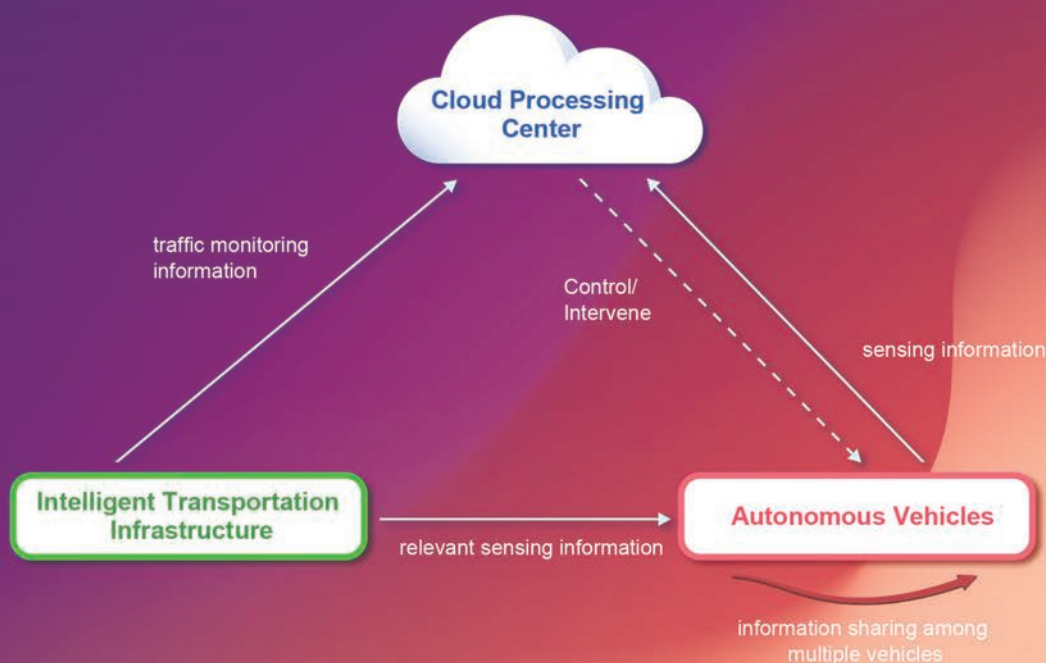 Cloud Processing
Center
traffic monitoring
information
Control/
Intervene
sensing information
Intelligent Transportation
Infrastructure
relevant sensing information
Autonomous Vehicles
information sharing among
multiple vehicles